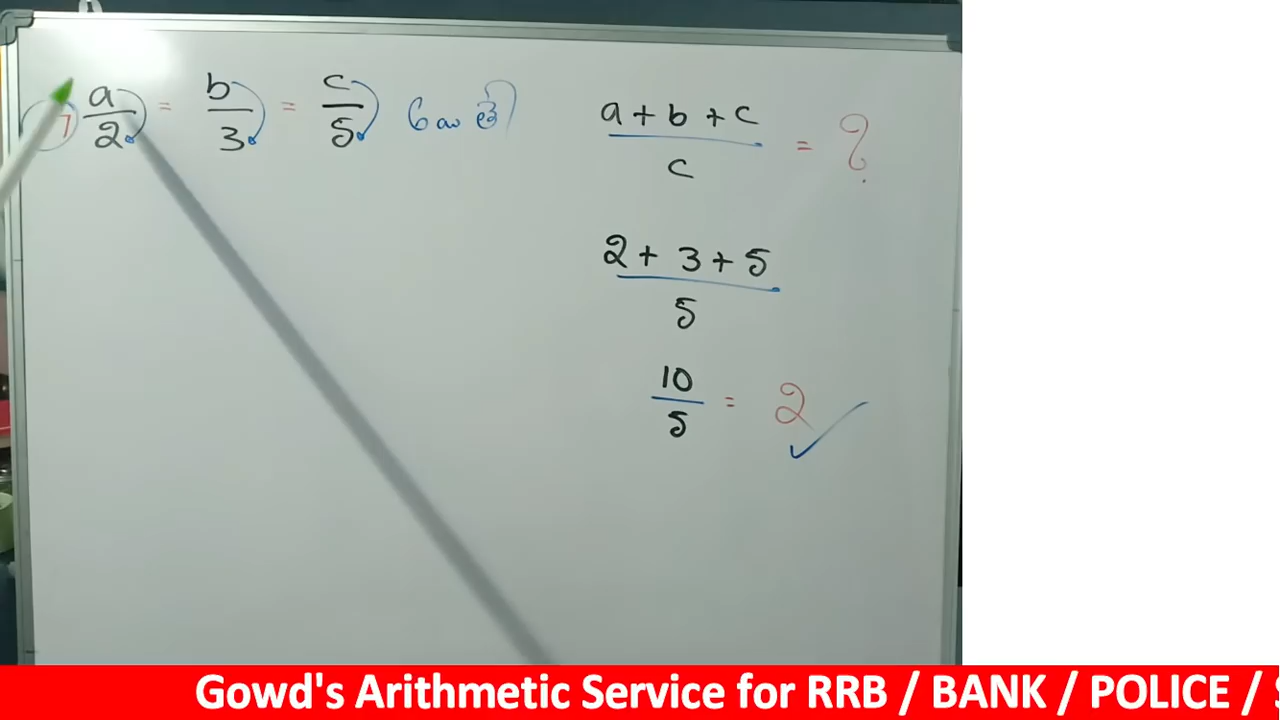 a/2 = b/3 = c/5
a + b + c / c = ?
2 + 3 + 5 / 5
10/5 = 2 ✓
Gowd's Arithmetic Service for RRB / BANK / POLICE /